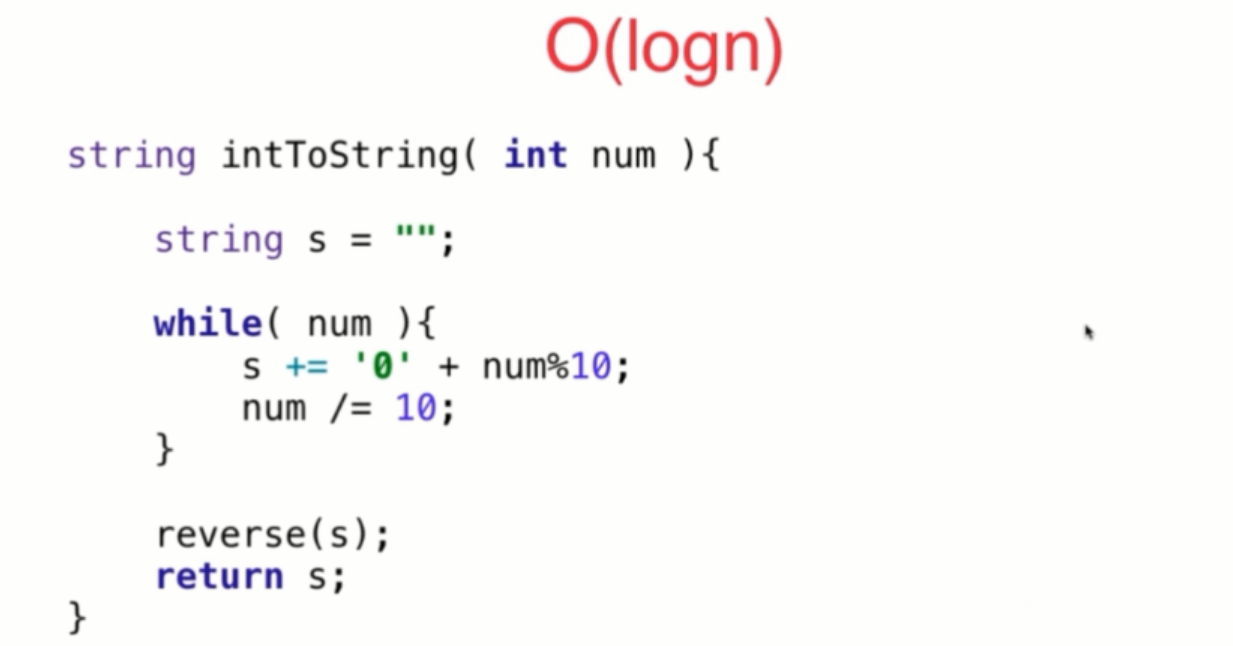 O(logn)
string intToString( int num ){
string s = "";
while( num ){
s += '0' + num%10;
num /= 10;
}
reverse(s);
return s;
}